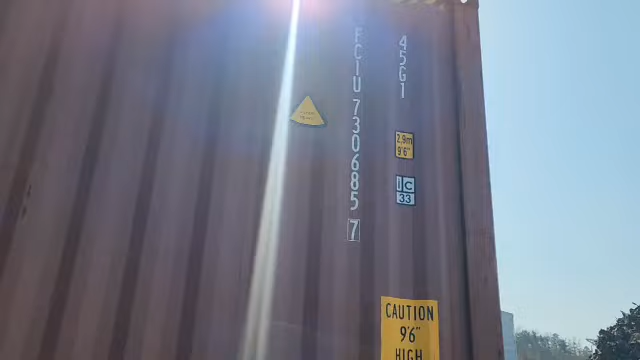 FCIU 730685 7
45G1
2,9m
9'6"
IC
33
CAUTION
9'6"
HIGH